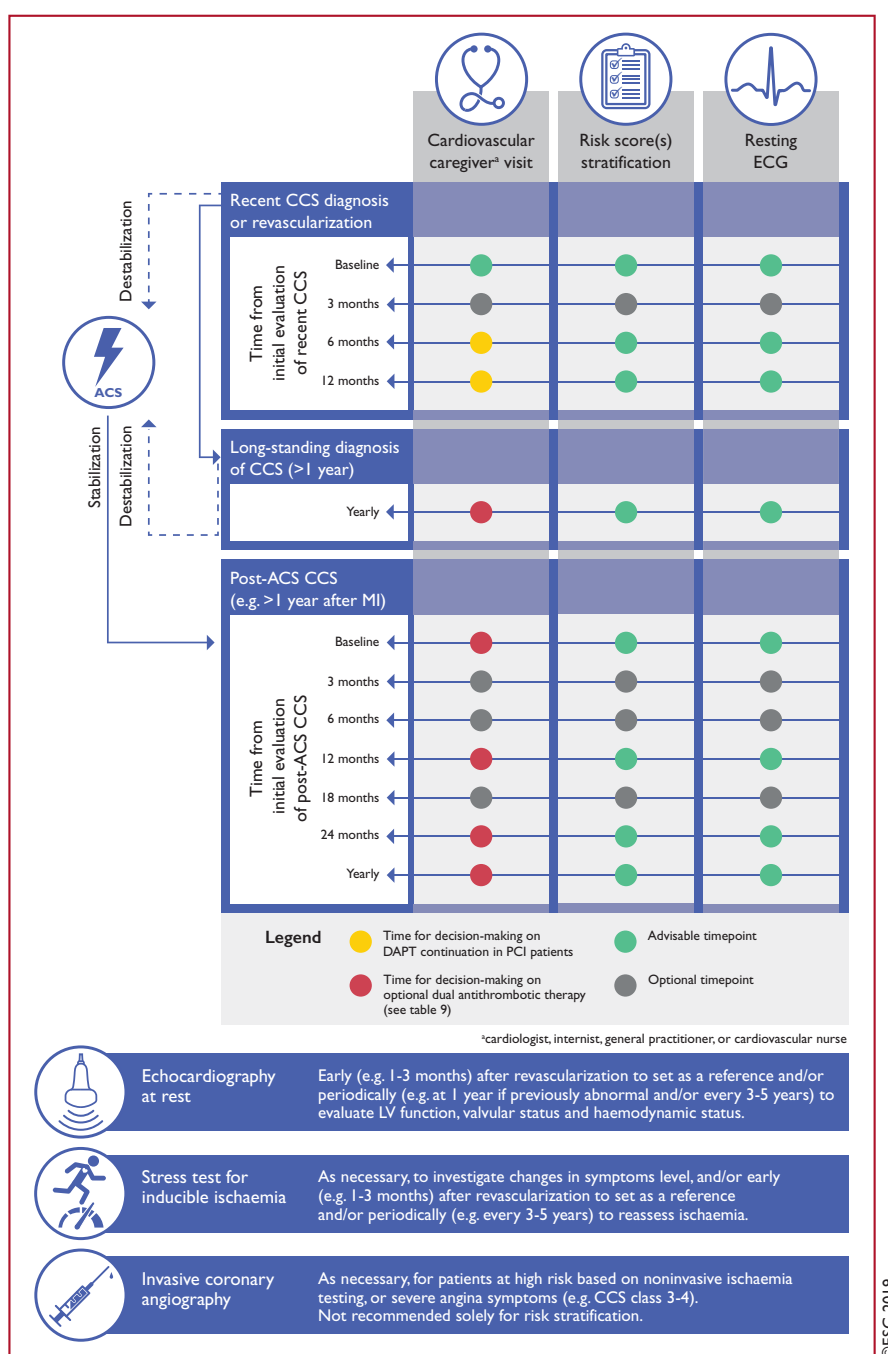 Cardiovascular
caregiverᵃ visit
Risk score(s)
stratification
Resting
ECG
Recent CCS diagnosis
or revascularization
Time from
initial evaluation
of recent CCS
Baseline
3 months
6 months
12 months
Destabilization
ACS
Stabilization
Destabilization
Long-standing diagnosis
of CCS (>1 year)
Yearly
Post-ACS CCS
(e.g. >1 year after MI)
Time from
initial evaluation
of post-ACS CCS
Baseline
3 months
6 months
12 months
18 months
24 months
Yearly
Legend
Time for decision-making on
DAPT continuation in PCI patients
Time for decision-making on
optional dual antithrombotic therapy
(see table 9)
Advisable timepoint
Optional timepoint
ᵃcardiologist, internist, general practitioner, or cardiovascular nurse
Echocardiography
at rest
Early (e.g. 1-3 months) after revascularization to set as a reference and/or
periodically (e.g. at 1 year if previously abnormal and/or every 3-5 years) to
evaluate LV function, valvular status and haemodynamic status.
Stress test for
inducible ischaemia
As necessary, to investigate changes in symptoms level, and/or early
(e.g. 1-3 months) after revascularization to set as a reference
and/or periodically (e.g. every 3-5 years) to reassess ischaemia.
Invasive coronary
angiography
As necessary, for patients at high risk based on noninvasive ischaemia
testing, or severe angina symptoms (e.g. CCS class 3-4).
Not recommended solely for risk stratification.
©ESC 2019